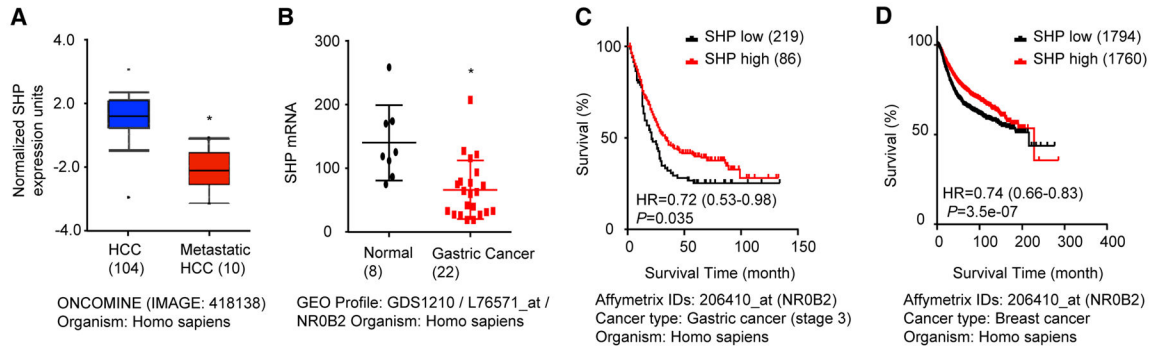 A
Normalized SHP
expression units
4.0
2.0
-2.0
-4.0
*
HCC
(104)
Metastatic
HCC (10)
ONCOMINE (IMAGE: 418138)
Organism: Homo sapiens
B
SHP mRNA
300
200
100
0
*
Normal
(8)
Gastric Cancer
(22)
GEO Profile: GDS1210 / L76571_at /
NR0B2 Organism: Homo sapiens
C
SHP low (219)
SHP high (86)
Survival (%)
100
50
0
HR=0.72 (0.53-0.98)
P=0.035
0 50 100 150
Survival Time (month)
Affymetrix IDs: 206410_at (NR0B2)
Cancer type: Gastric cancer (stage 3)
Organism: Homo sapiens
D
SHP low (1794)
SHP high (1760)
Survival (%)
100
50
0
HR=0.74 (0.66-0.83)
P=3.5e-07
0 100 200 300 400
Survival Time (month)
Affymetrix IDs: 206410_at (NR0B2)
Cancer type: Breast cancer
Organism: Homo sapiens